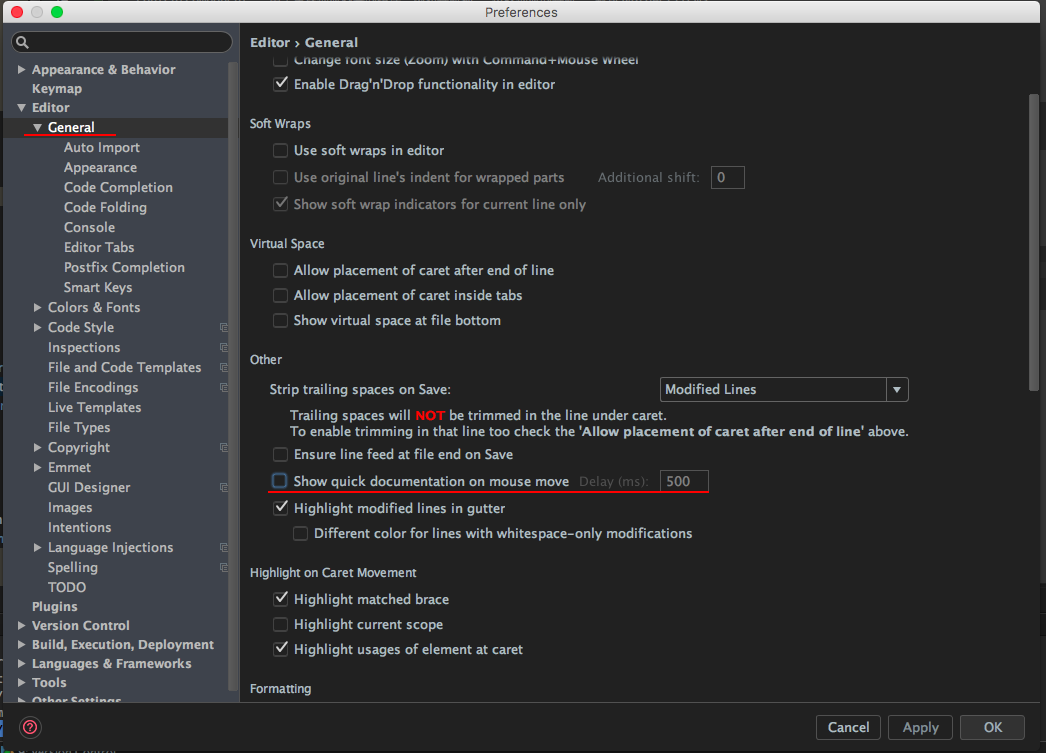 Preferences
Appearance & Behavior
Keymap
Editor
General
Auto Import
Appearance
Code Completion
Code Folding
Console
Editor Tabs
Postfix Completion
Smart Keys
Colors & Fonts
Code Style
Inspections
File and Code Templates
File Encodings
Live Templates
File Types
Copyright
Emmet
GUI Designer
Images
Intentions
Language Injections
Spelling
TODO
Plugins
Version Control
Build, Execution, Deployment
Languages & Frameworks
Tools
Other Settings
Editor › General
Change font size (Zoom) with Command+Mouse Wheel
Enable Drag'n'Drop functionality in editor
Soft Wraps
Use soft wraps in editor
Use original line's indent for wrapped parts Additional shift: 0
Show soft wrap indicators for current line only
Virtual Space
Allow placement of caret after end of line
Allow placement of caret inside tabs
Show virtual space at file bottom
Other
Strip trailing spaces on Save: Modified Lines
Trailing spaces will NOT be trimmed in the line under caret.
To enable trimming in that line too check the 'Allow placement of caret after end of line' above.
Ensure line feed at file end on Save
Show quick documentation on mouse move Delay (ms): 500
Highlight modified lines in gutter
Different color for lines with whitespace-only modifications
Highlight on Caret Movement
Highlight matched brace
Highlight current scope
Highlight usages of element at caret
Formatting
? Cancel Apply OK